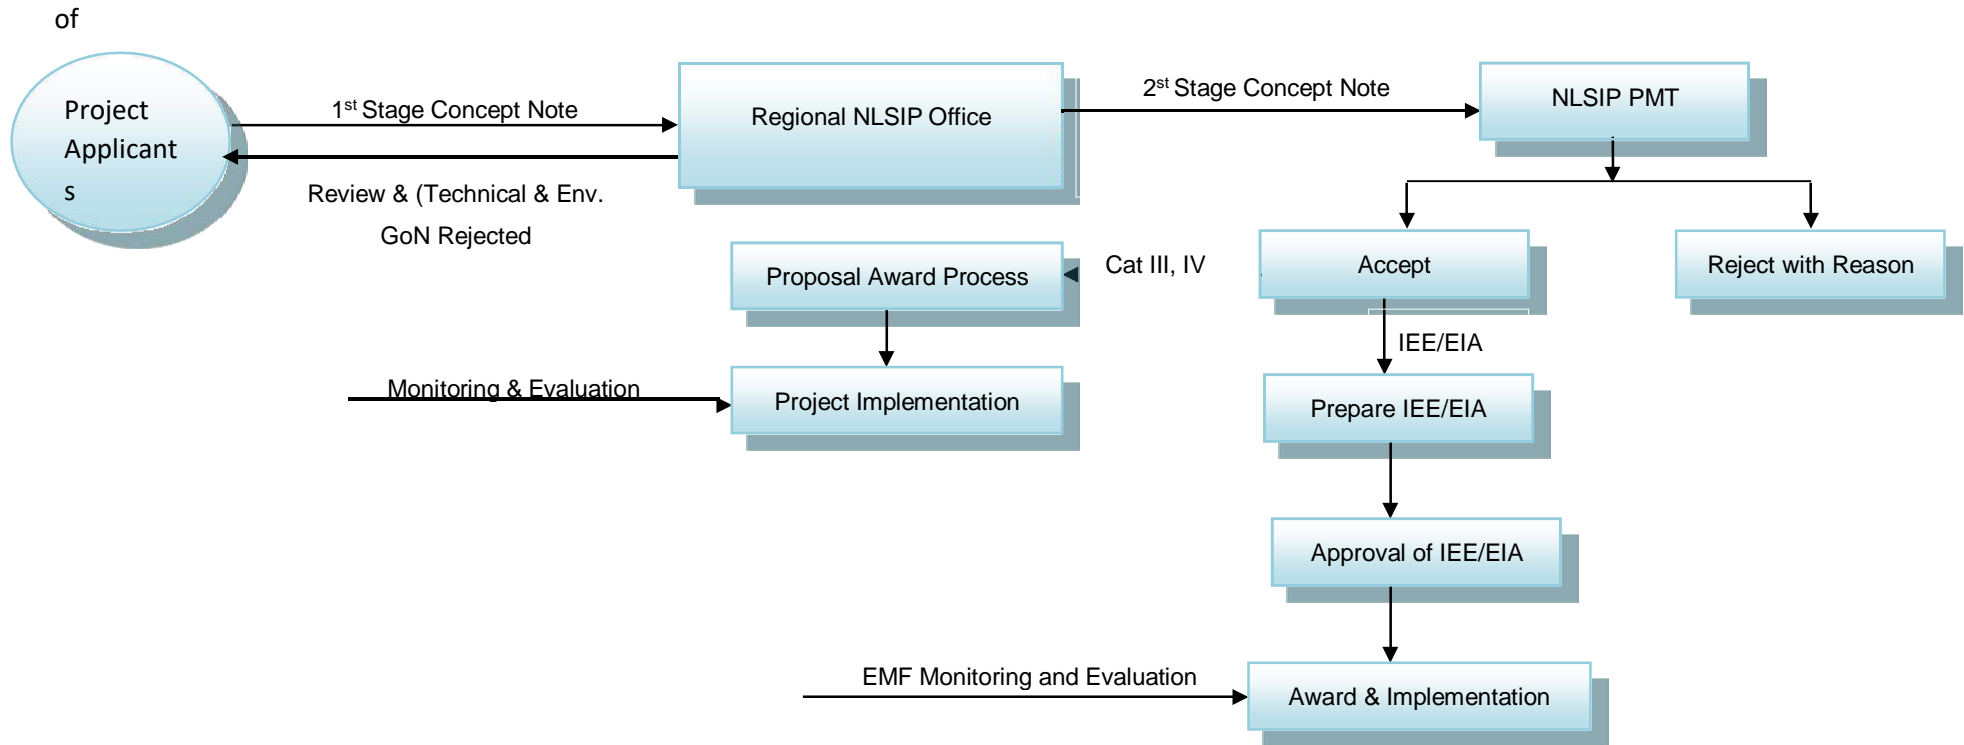 of
Project
Applicant
s
1st Stage Concept Note
Review & (Technical & Env.
GoN Rejected
Regional NLSIP Office
2st Stage Concept Note
NLSIP PMT
Accept
Reject with Reason
Cat III, IV
Proposal Award Process
IEE/EIA
Monitoring & Evaluation
Project Implementation
Prepare IEE/EIA
Approval of IEE/EIA
EMF Monitoring and Evaluation
Award & Implementation